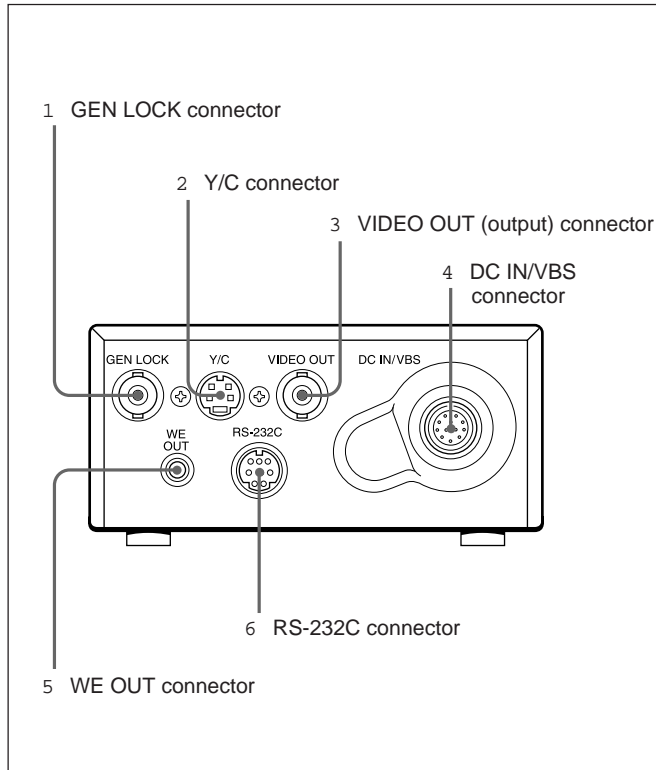 1 GEN LOCK connector
2 Y/C connector
3 VIDEO OUT (output) connector
4 DC IN/VBS
connector
GEN LOCK
Y/C
VIDEO OUT
DC IN/VBS
WE
OUT
RS-232C
6 RS-232C connector
5 WE OUT connector